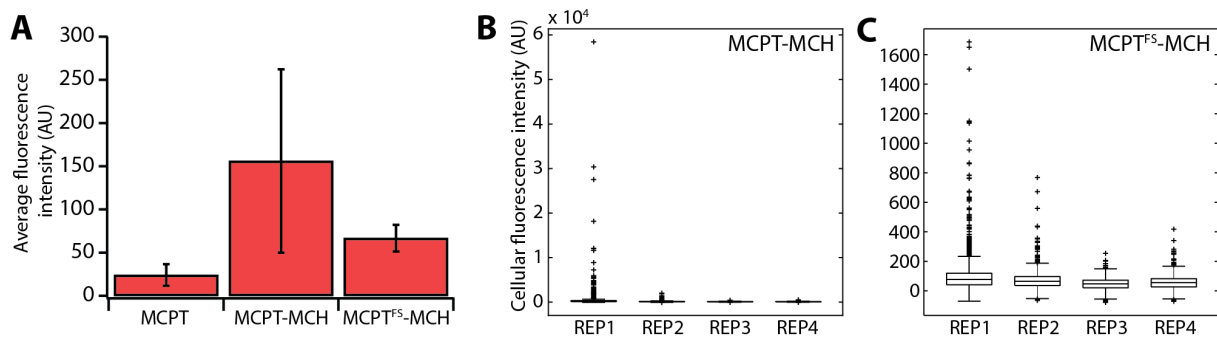 A
Average fluorescence
intensity (AU)
300
250
200
150
100
50
0
MCPT
MCPT-MCH
MCPTᶠˢ-MCH
B
x 10⁴
Cellular fluorescence intensity (AU)
MCPT-MCH
6
5
4
3
2
1
0
REP1
REP2
REP3
REP4
C
MCPTᶠˢ-MCH
1600
1400
1200
1000
800
600
400
200
0
REP1
REP2
REP3
REP4